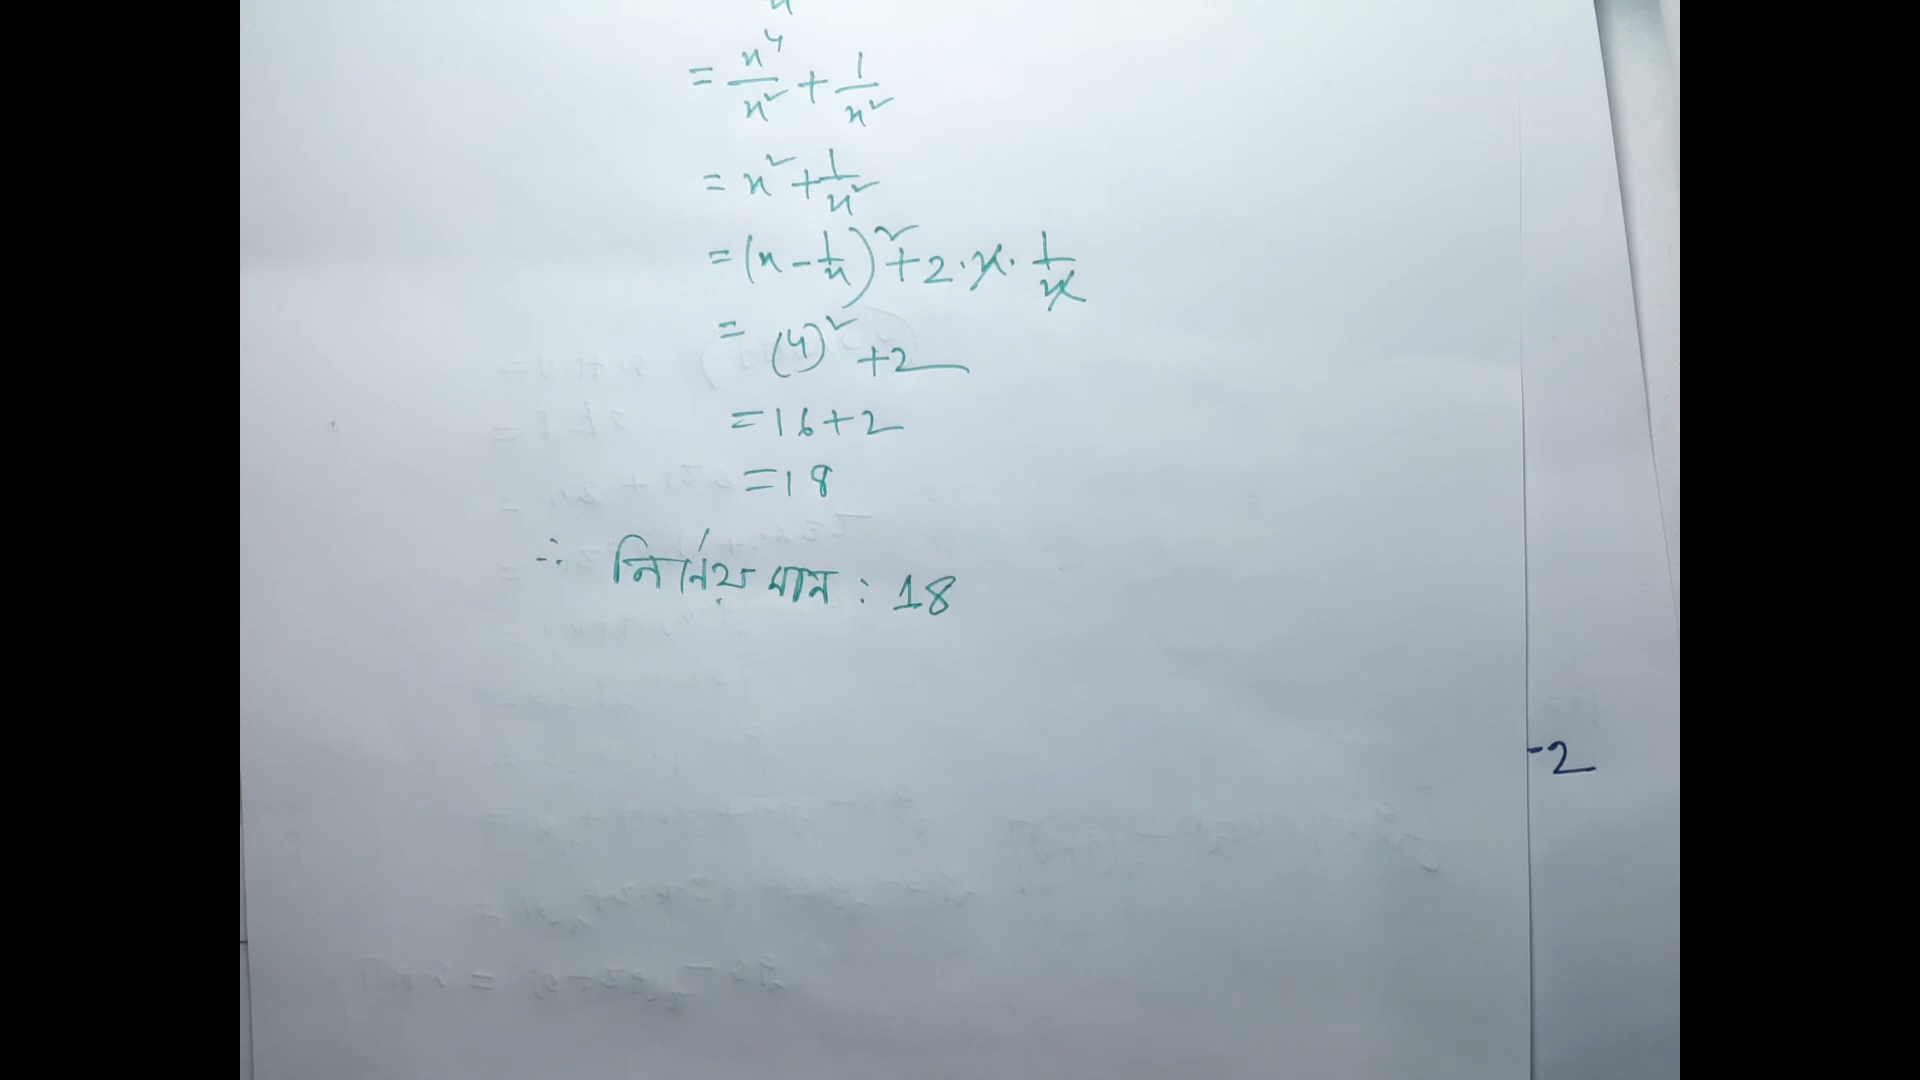 = x⁴/x² + 1/x²
= x² + 1/x²
= (x - 1/x)² + 2·x·1/x
= (4)² + 2
= 16 + 2
= 18
∴ নির্ণেয় মান : 18
-2